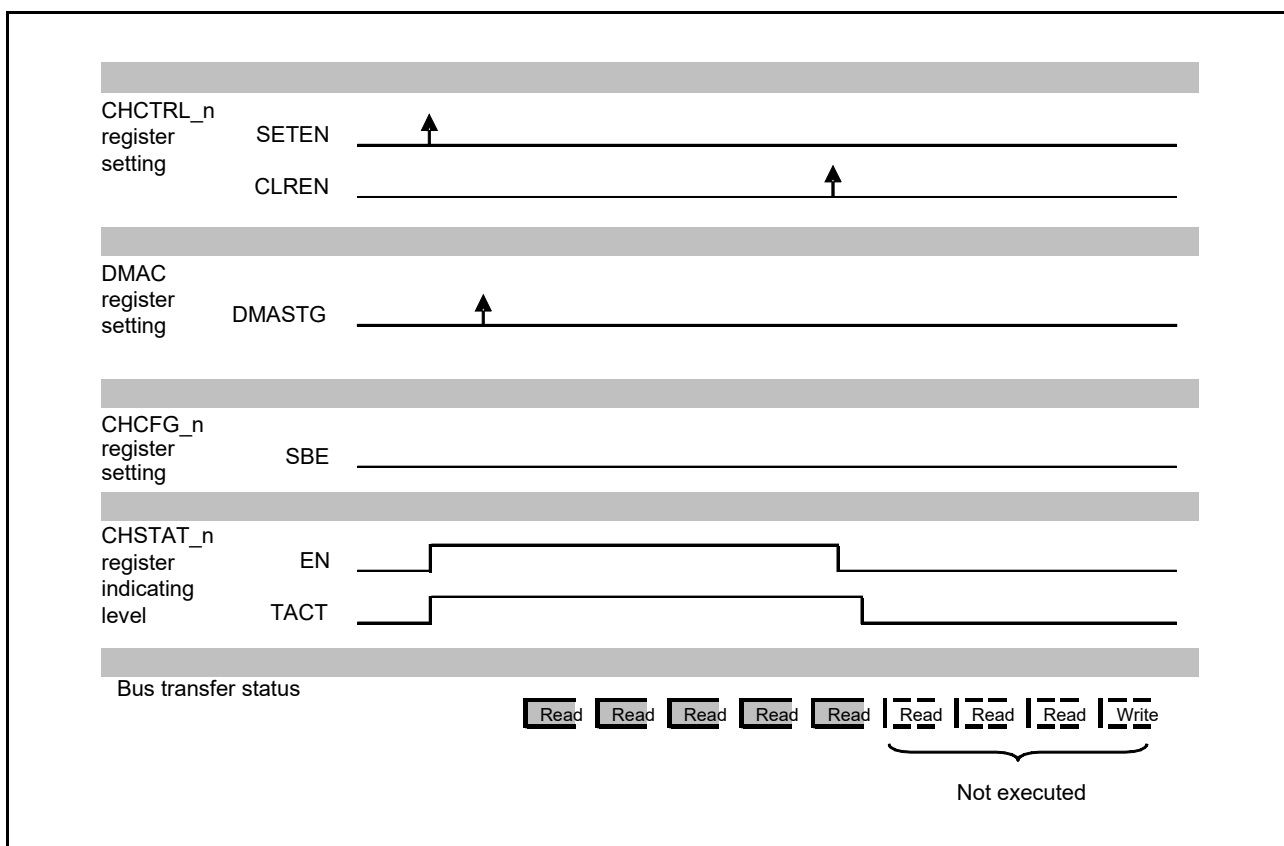 CHCTRL_n
register
setting
SETEN
CLREN
DMAC
register
setting
DMASTG
CHCFG_n
register
setting
SBE
CHSTAT_n
register
indicating
level
EN
TACT
Bus transfer status
Read Read Read Read Read Read Read Read Write
Not executed